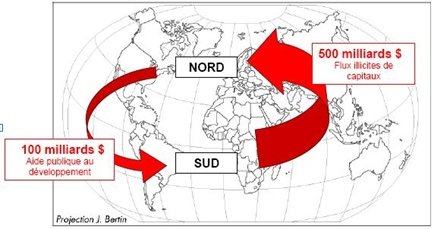 NORD
500 milliards $
Flux illicites de
capitaux
100 milliards $
Aide publique au
développement
SUD
Projection J. Bertin